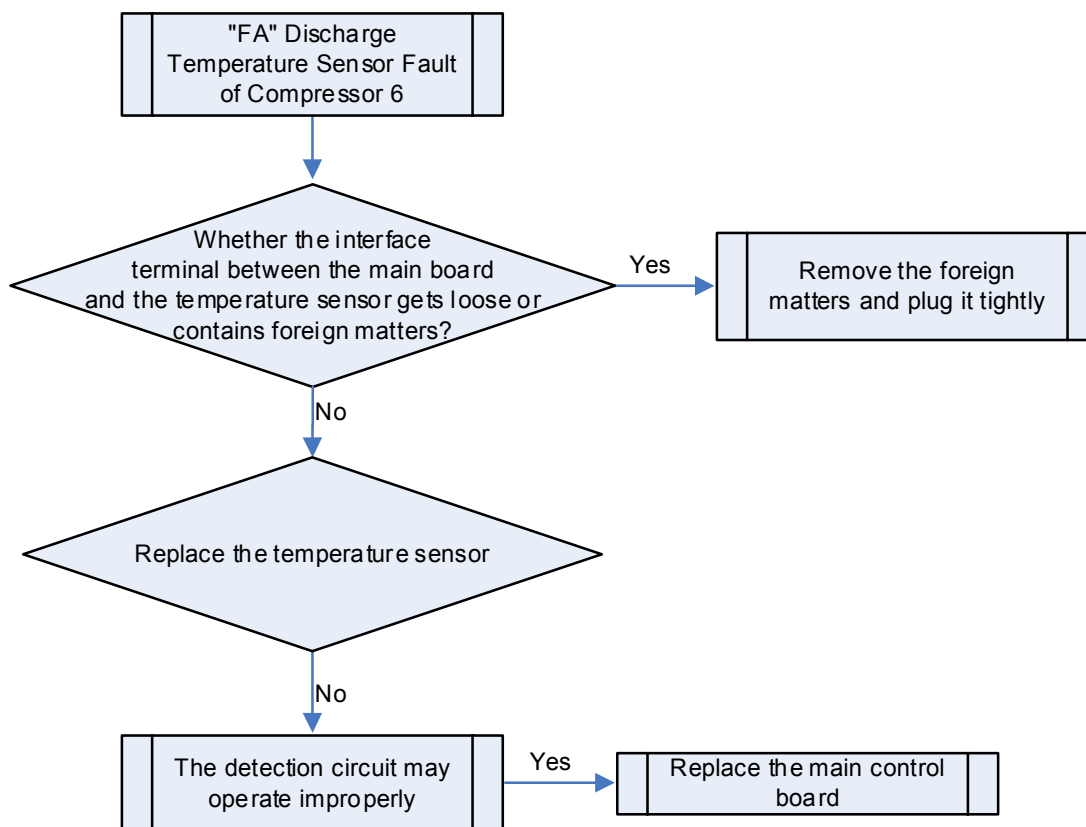 "FA" Discharge
Temperature Sensor Fault
of Compressor 6
Whether the interface
terminal between the main board
and the temperature sensor gets loose or
contains foreign matters?
Yes
Remove the foreign
matters and plug it tightly
No
Replace the temperature sensor
No
The detection circuit may
operate improperly
Yes
Replace the main control
board